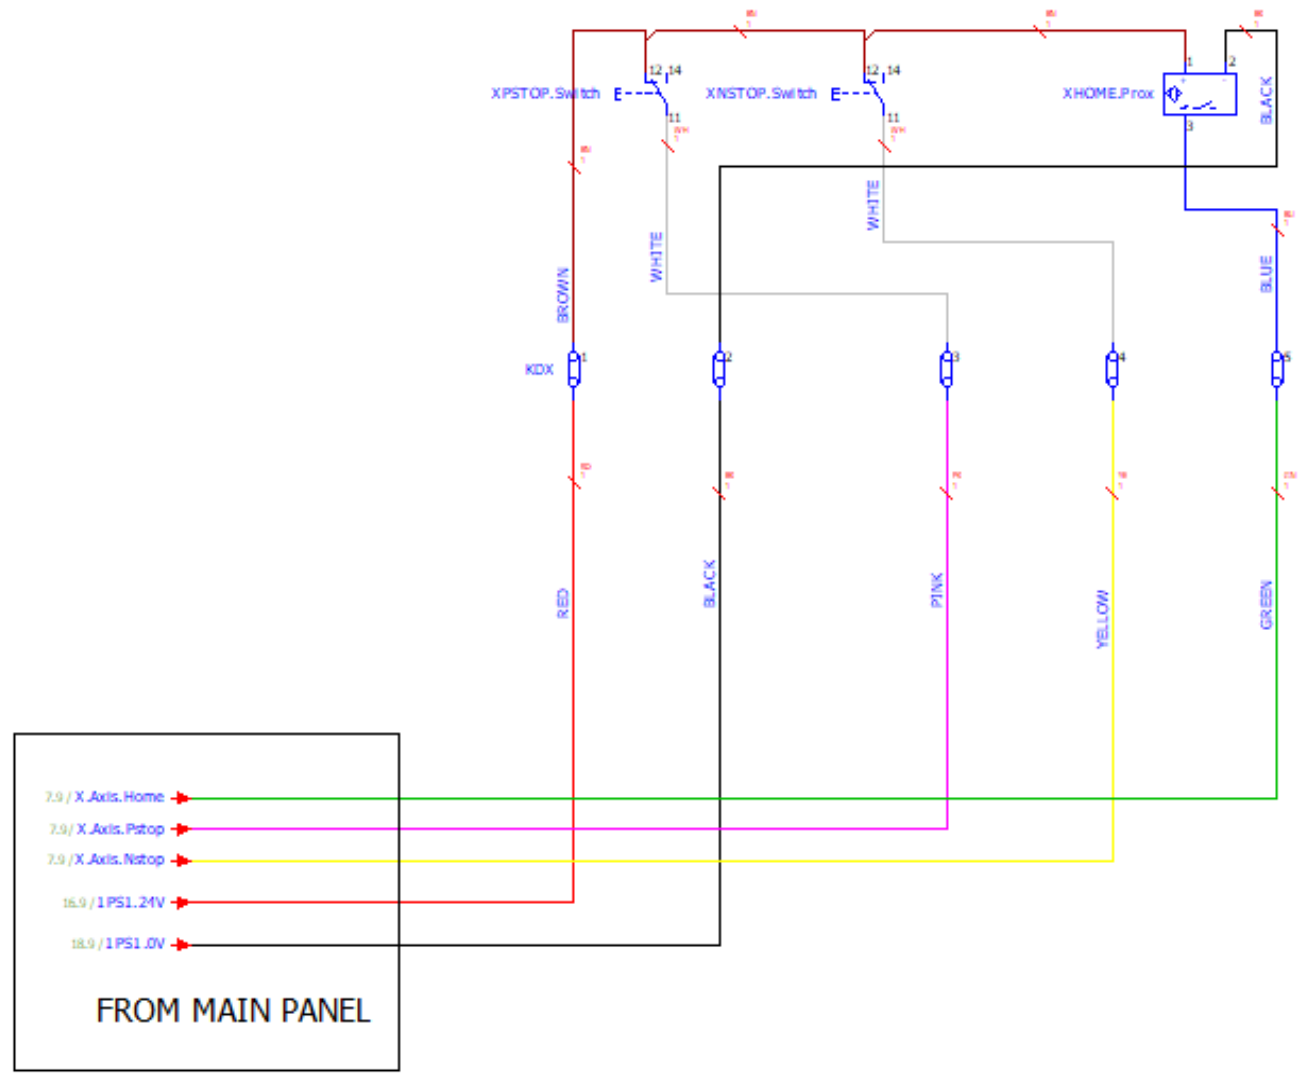 12 14
12 14
1
2
XPSTOP.Switch
XNSTOP.Switch
XHOME.Prox
BLACK
11
11
3
WHITE
WHITE
BROWN
BLUE
KDX
1
2
3
4
5
RED
BLACK
PINK
YELLOW
GREEN
7.9 / X.Axis.Home
7.9 / X.Axis.Pstop
7.9 / X.Axis.Nstop
16.9 / 1PS1.24V
18.9 / 1PS1.0V
FROM MAIN PANEL